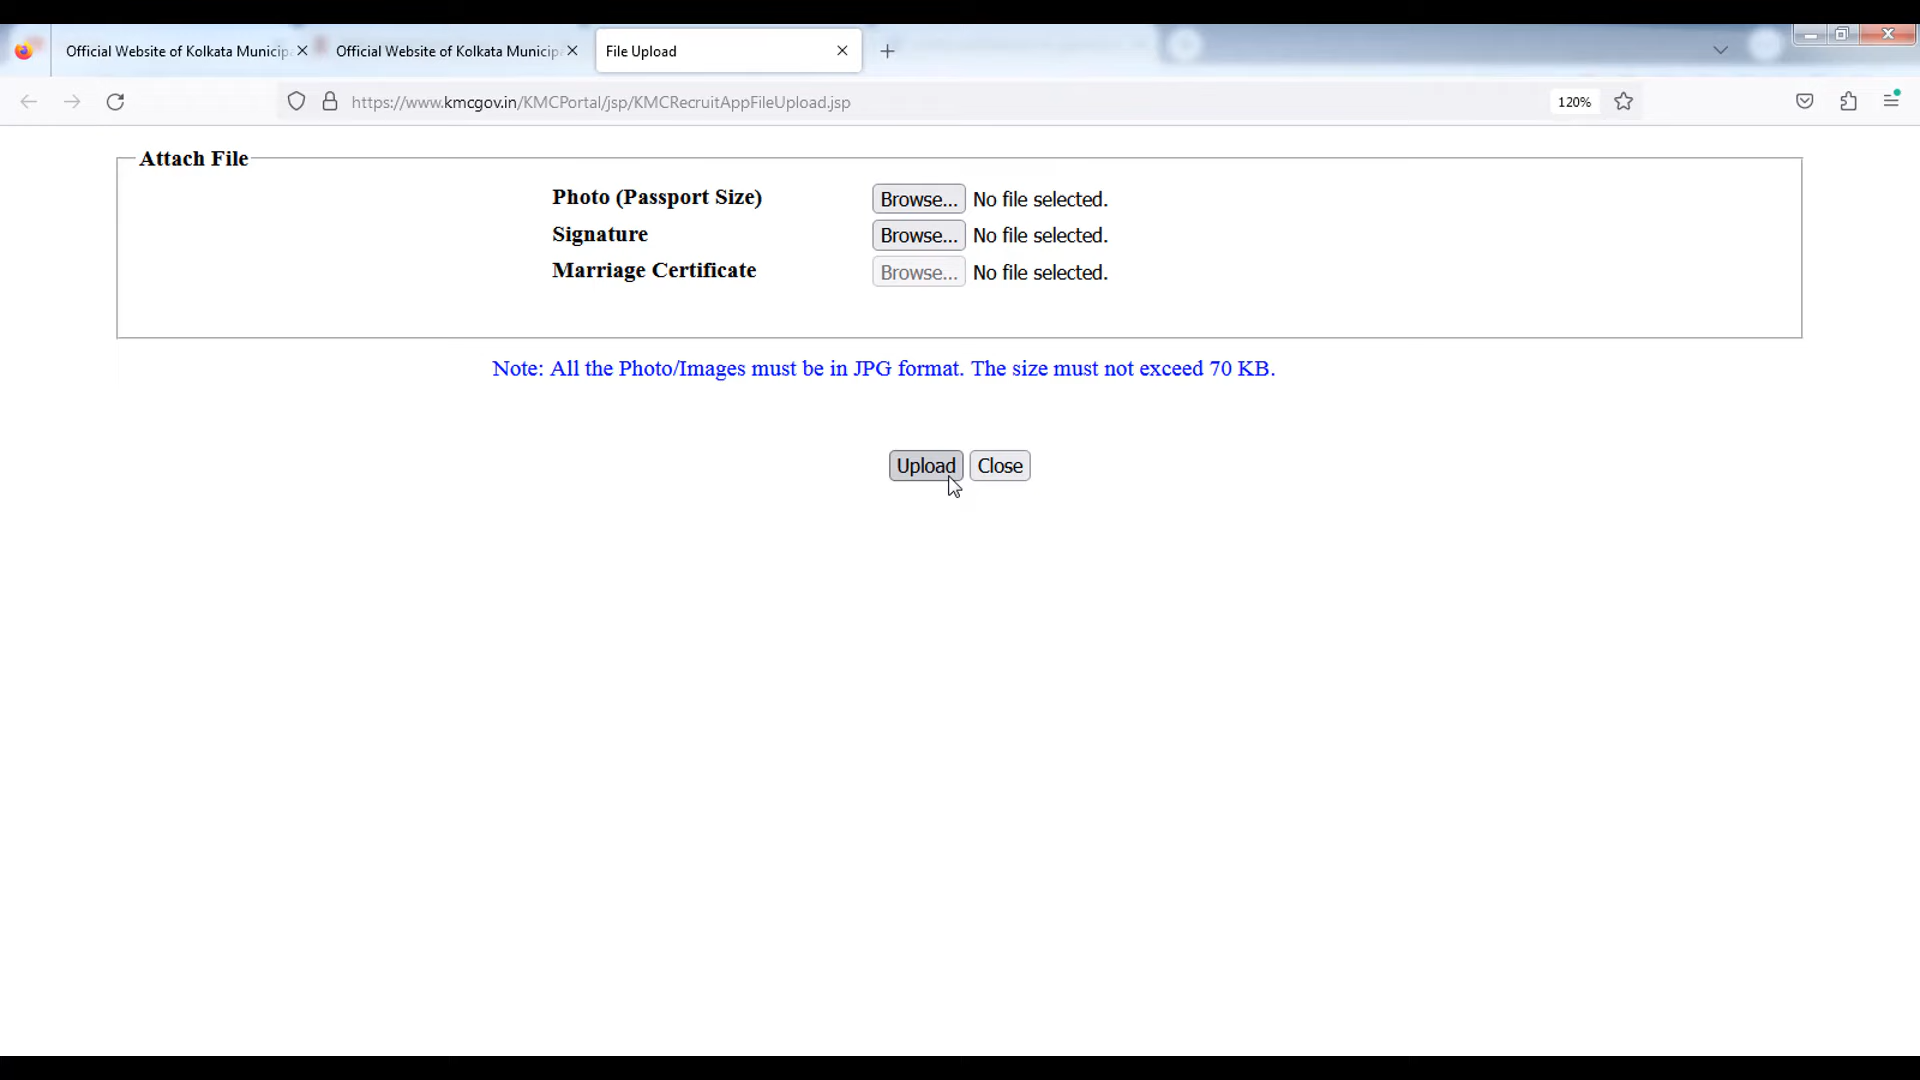 Official Website of Kolkata Municip
Official Website of Kolkata Municip
File Upload
https://www.kmcgov.in/KMCPortal/jsp/KMCRecruitAppFileUpload.jsp
120%
Attach File
Photo (Passport Size) Browse... No file selected.
Signature Browse... No file selected.
Marriage Certificate Browse... No file selected.
Note: All the Photo/Images must be in JPG format. The size must not exceed 70 KB.
Upload Close